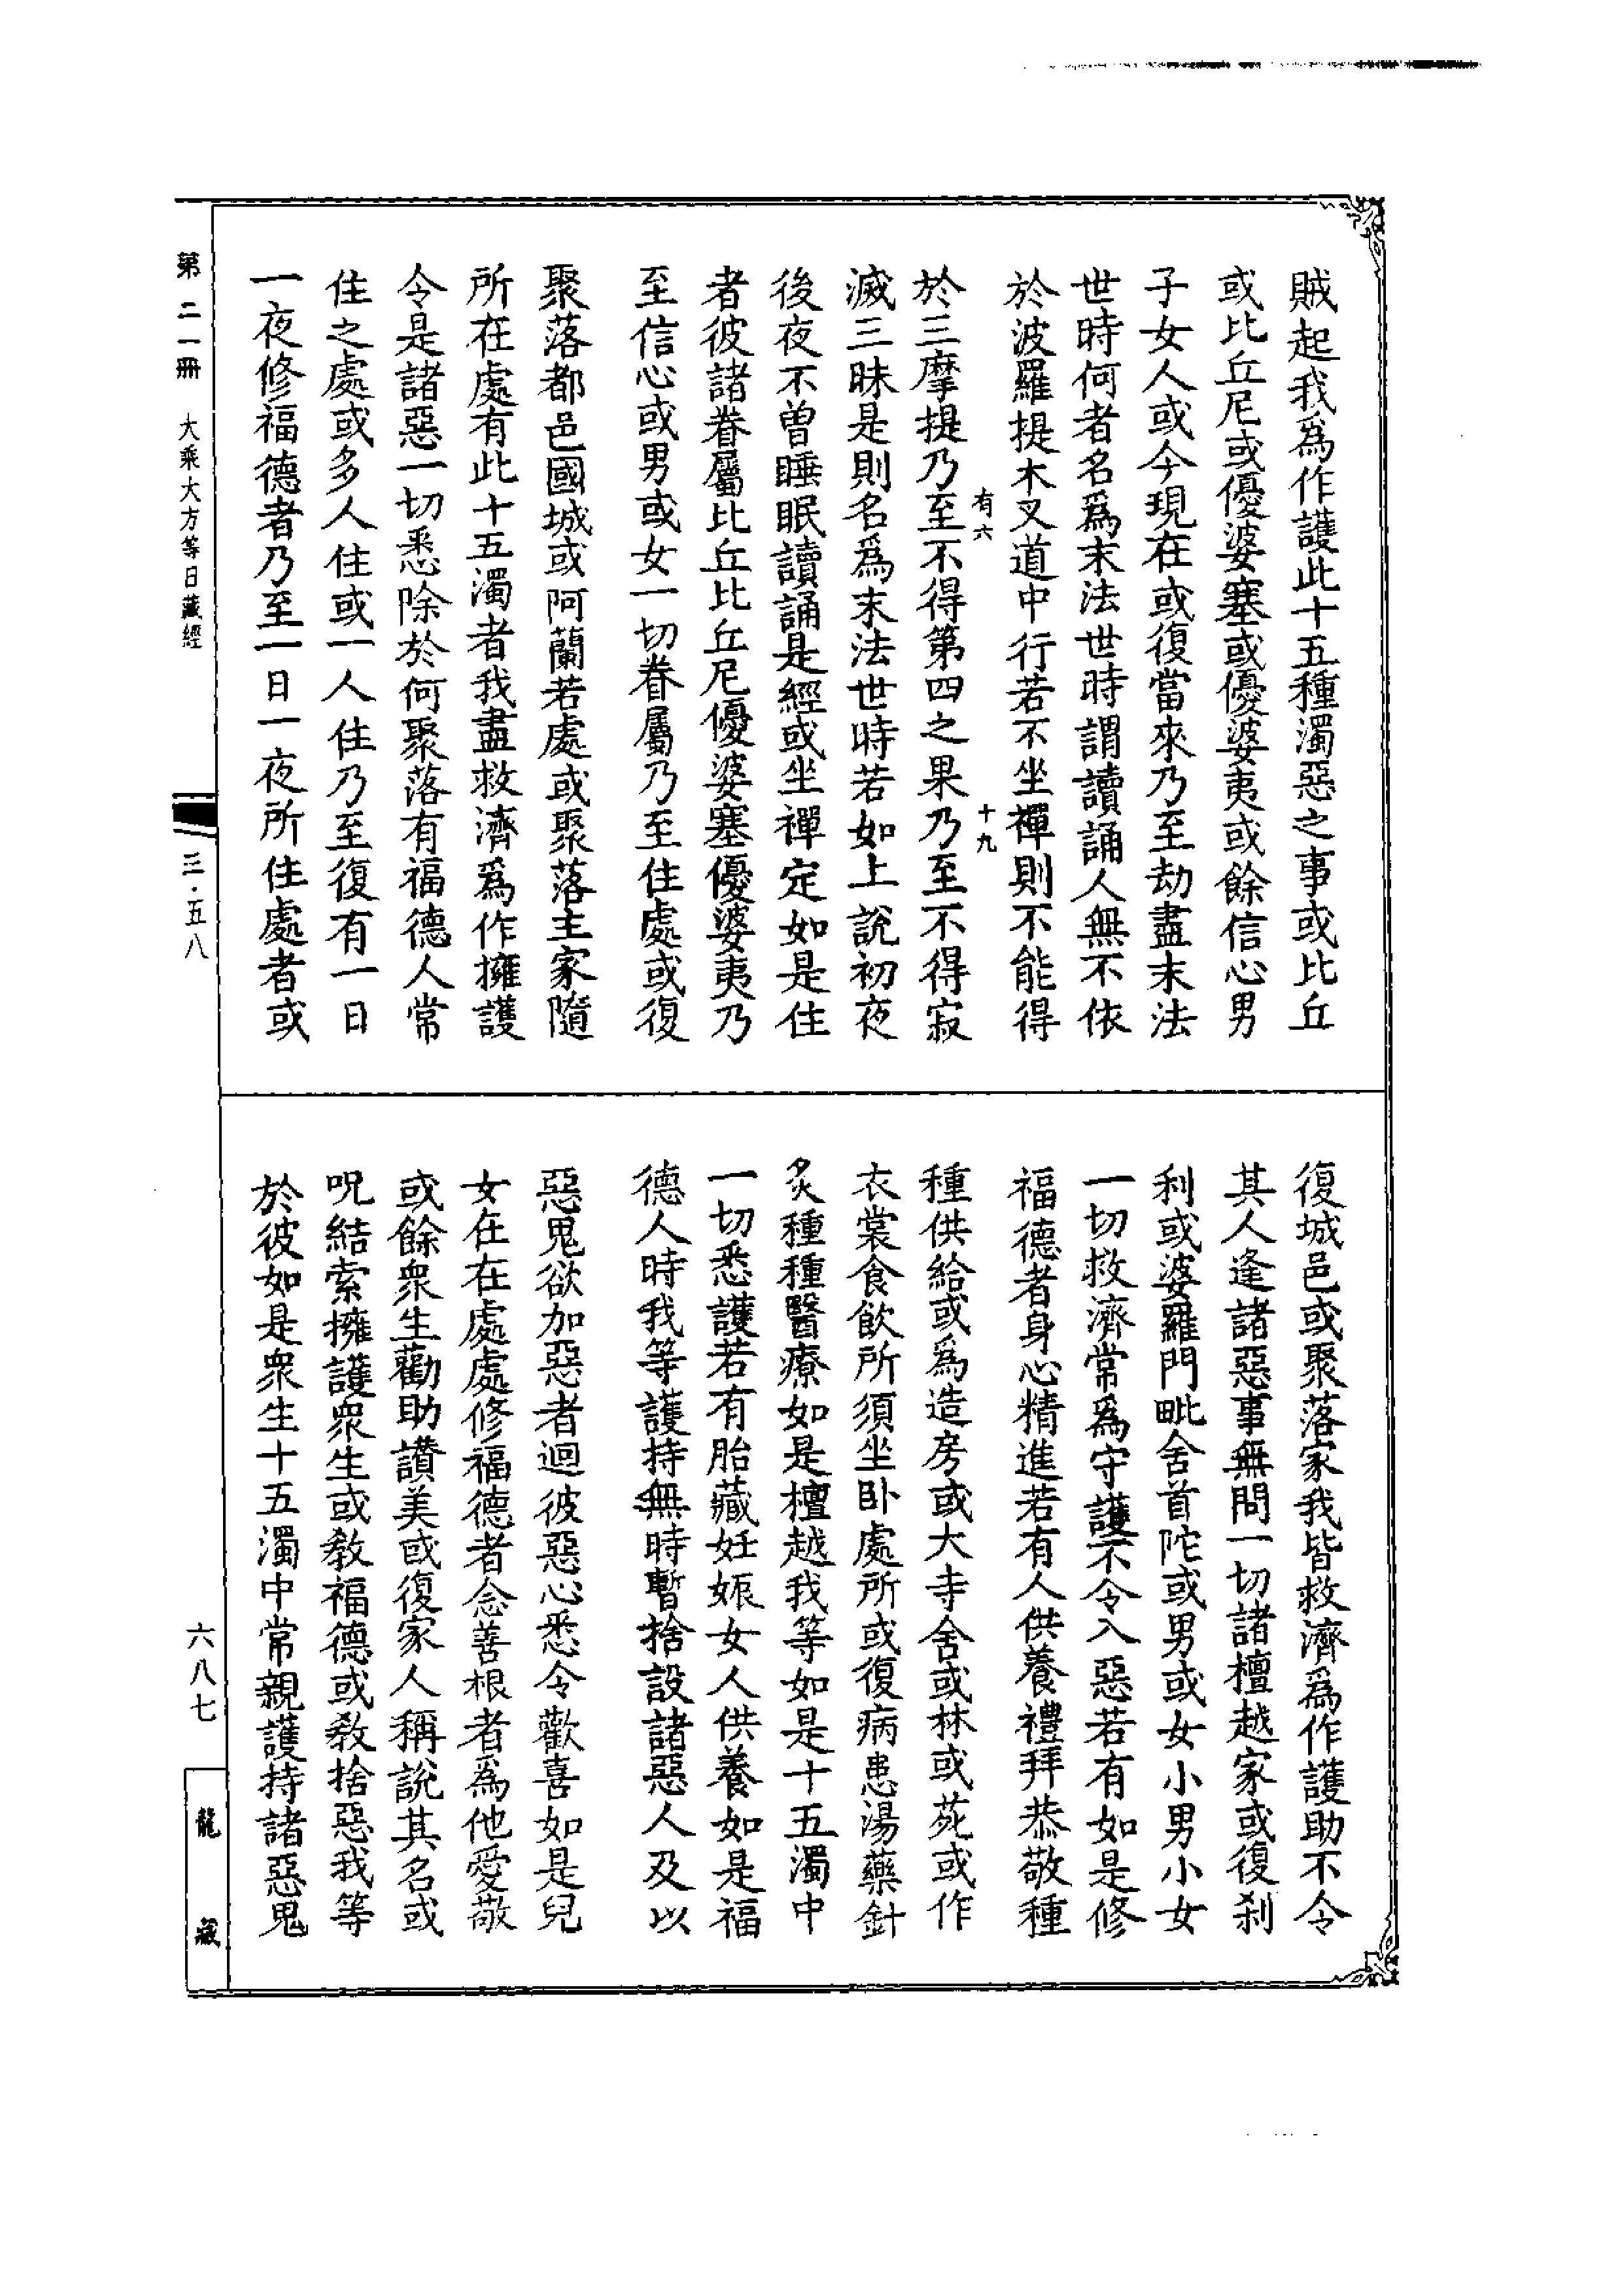 賊起我爲作護此十五種濁惡之事或比丘
或比丘尼或優婆塞或優婆夷或餘信心男
子女人或今現在或復當來乃至劫盡末法
世時何者名爲末法世時謂讀誦人無不依
於波羅提木叉道中行若不坐禪則不能得
有六
十九
於三摩提乃至不得第四之果乃至不得寂
滅三昧是則名爲末法世時若如上說初夜
後夜不曾睡眠讀誦是經或坐禪定如是住
者彼諸眷屬比丘比丘尼優婆塞優婆夷乃
至信心或男或女一切眷屬乃至住處或復
聚落都邑國城或阿蘭若處或聚落主家隨
所在處有此十五濁者我盡救濟爲作擁護
令是諸惡一切悉除於何聚落有福德人常
住之處或多人住或一人住乃至復有一日
一夜修福德者乃至一日一夜所住處者或
復城邑或聚落家我皆救濟爲作護助不令
其人逢諸惡事無問一切諸檀越家或復刹
利或婆羅門毗舍首陀或男或女小男小女
一切救濟常爲守護不令入惡若有如是修
福德者身心精進若有人供養禮拜恭敬種
種供給或爲造房或大寺舍或林或苑或作
衣裳食飲所須坐卧處所或復病患湯藥針
炙種種醫療如是檀越我等如是十五濁中
一切悉護若有胎藏妊娠女人供養如是福
德人時我等護持無時暫捨設諸惡人及以
惡鬼欲加惡者迴彼惡心悉令歡喜如是兒
女在在處處修福德者念善根者爲他愛敬
或餘衆生勸助讚美或復家人稱說其名或
呪結索擁護衆生或教福德或教捨惡我等
於彼如是衆生十五濁中常親護持諸惡鬼
第二一冊 大乘大方等日藏經
三·五八
六八七
龍藏